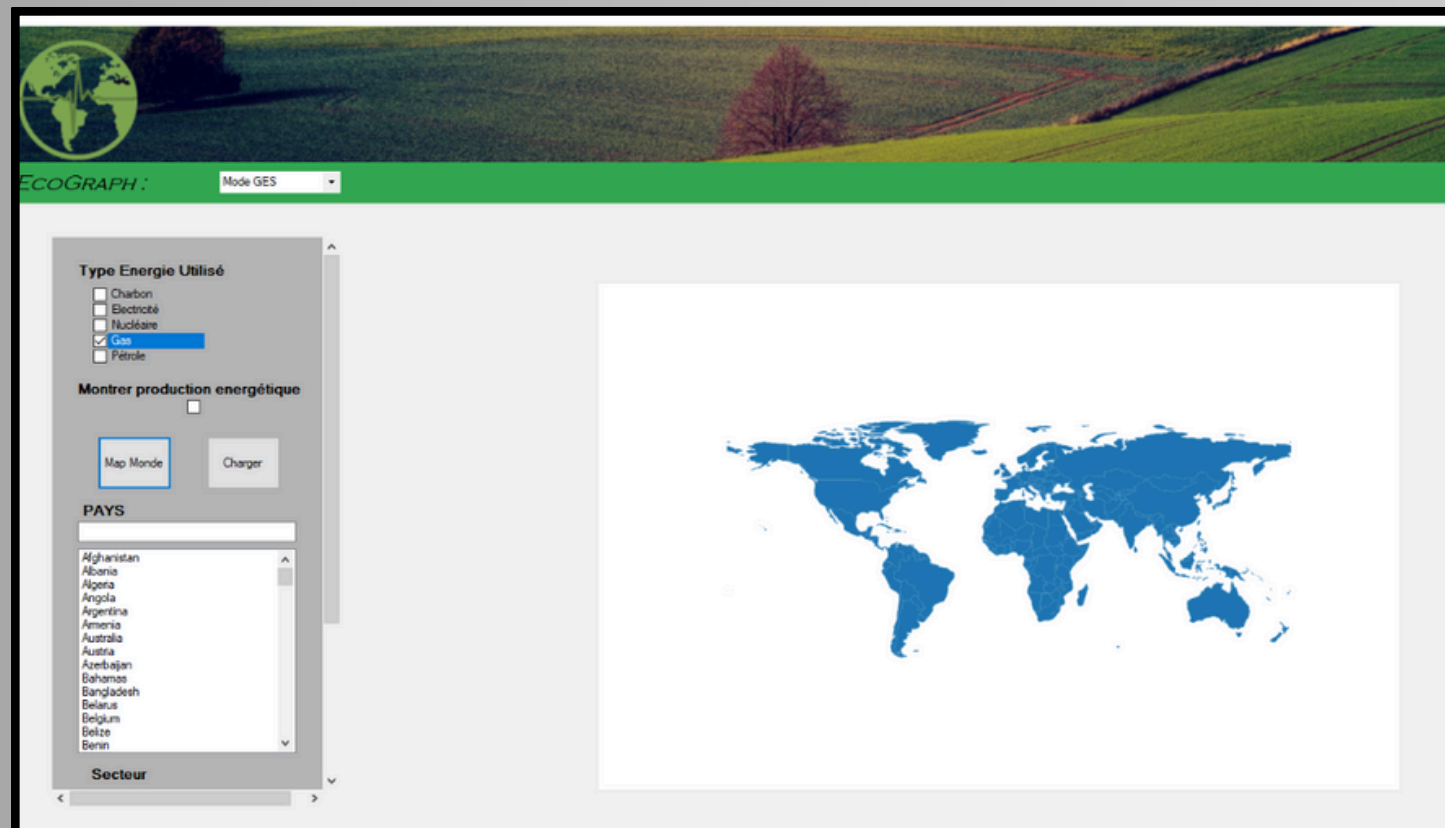 ECOGRAPH :
Mode GES
Type Energie Utilisé
Charbon
Electricité
Nucléaire
Gas
Pétrole
Montrer production energétique
Map Monde
Charger
PAYS
Afghanistan
Albania
Algeria
Angola
Argentina
Armenia
Australia
Austria
Azerbaijan
Bahamas
Bangladesh
Belarus
Belgium
Belize
Benin
Secteur